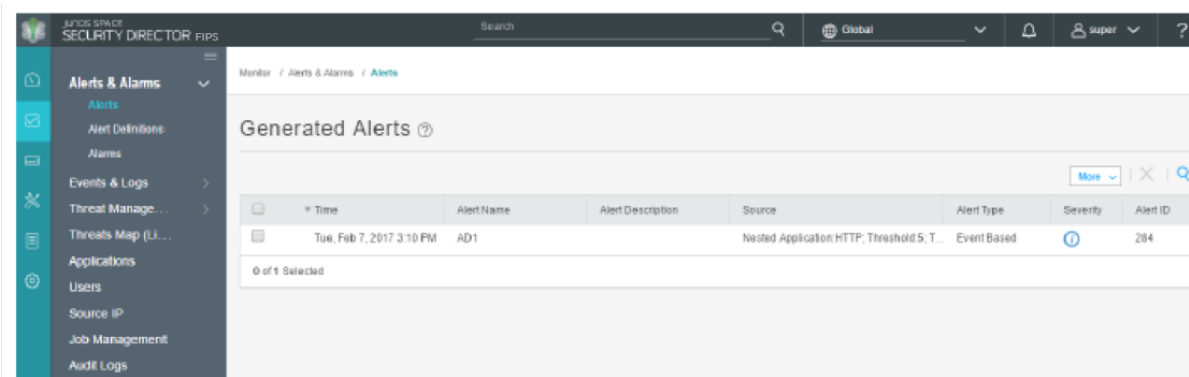 JUNOS SPACE
SECURITY DIRECTOR FIPS
Search
Global
super
?
Alerts & Alarms
Alerts
Alert Definitions
Alarms
Events & Logs
Threat Manage...
Threats Map (Li....
Applications
Users
Source IP
Job Management
Audit Logs
Monitor / Alerts & Alarms / Alerts
Generated Alerts ?
More
Time Alert Name Alert Description Source Alert Type Severity Alert ID
Tue, Feb 7, 2017 3:10 PM AD1 Nested Application:HTTP; Threshold:5; T... Event Based 284
0 of 1 Selected